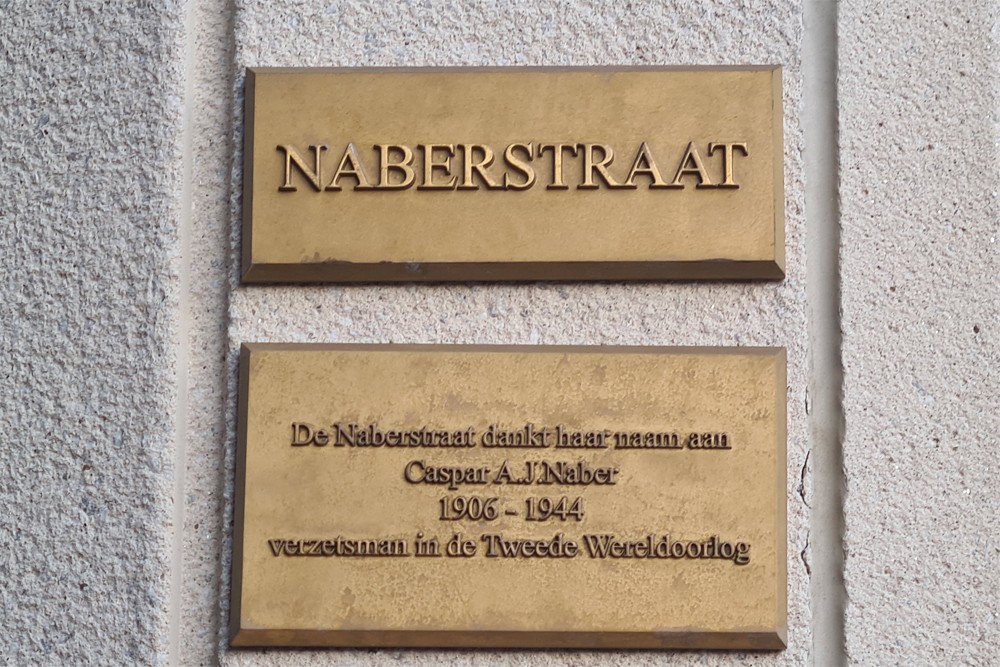 NABERSTRAAT
De Naberstraat dankt haar naam aan
Caspar A.J.Naber
1906 - 1944
verzetsman in de Tweede Wereldoorlog